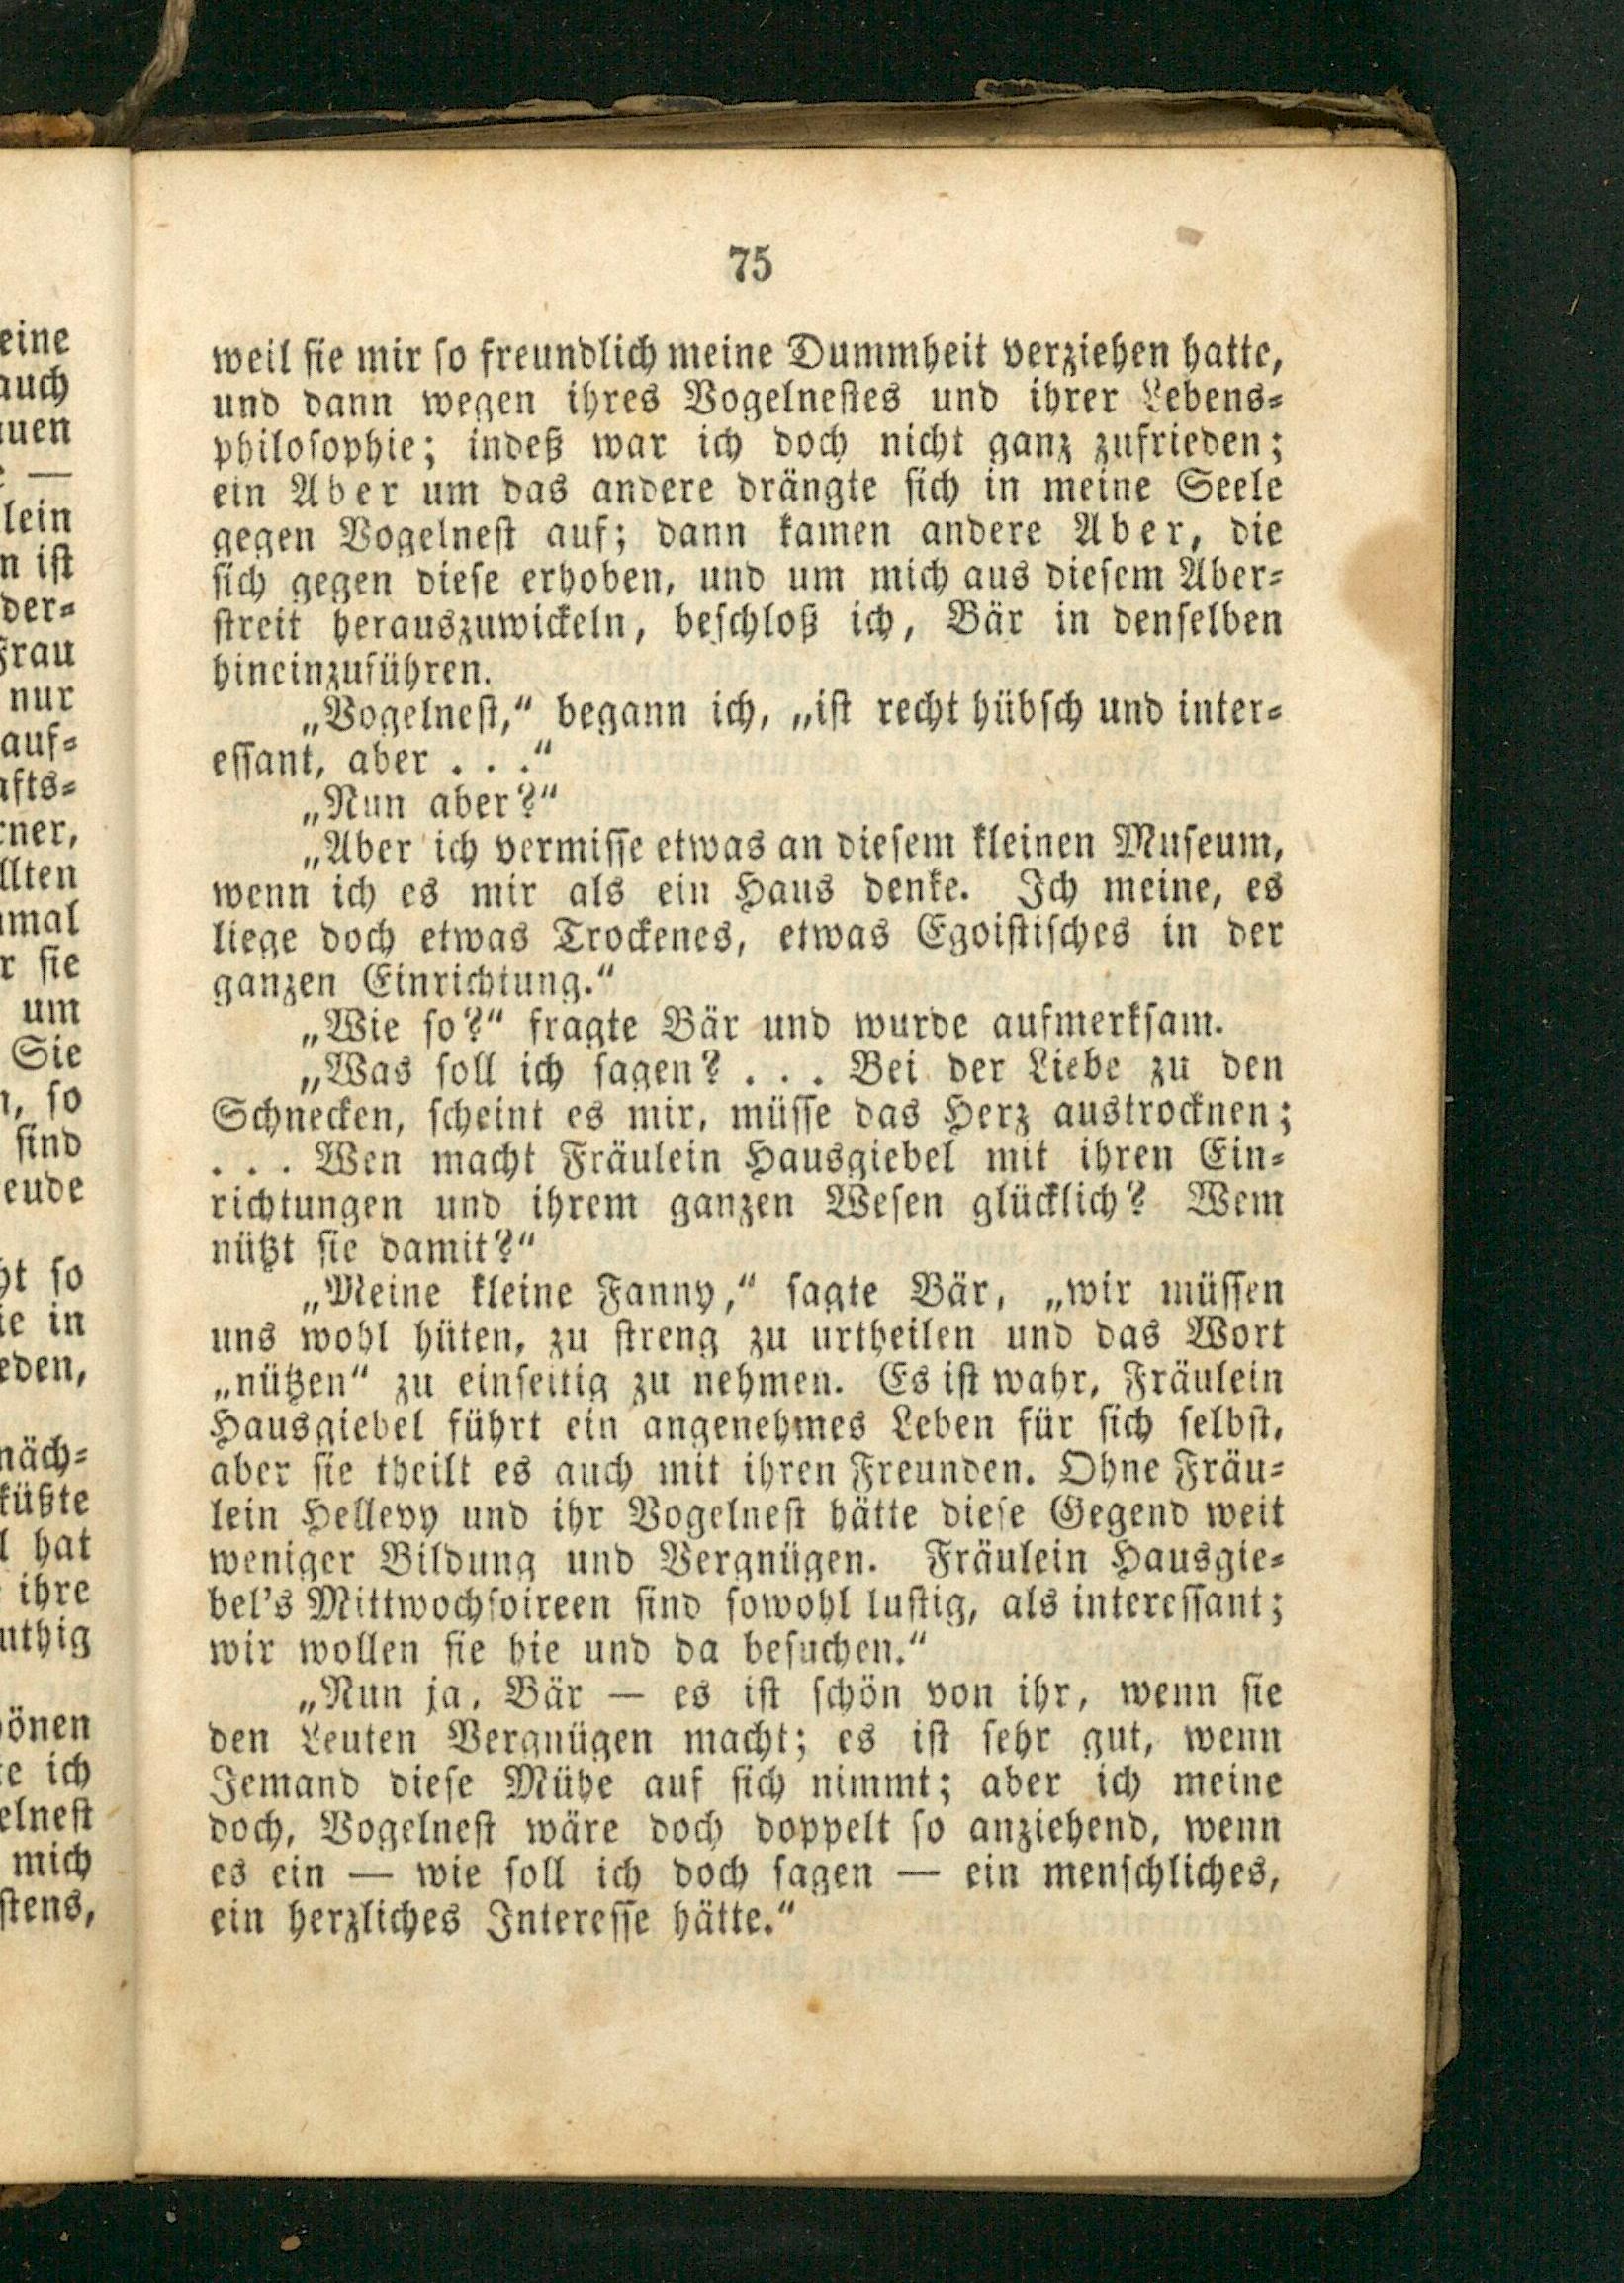 75
weil sie mir so freundlich meine Dummheit verziehen hatte,
und dann wegen ihres Vogelnestes und ihrer Lebens-
philosophie; indeß war ich doch nicht ganz zufrieden;
ein Aber um das andere drängte sich in meine Seele
gegen Vogelnest auf; dann kamen andere Aber, die
sich gegen diese erhoben, und um mich aus diesem Aber-
streit herauszuwickeln, beschloß ich, Bär in denselben
hineinzuführen.
„Vogelnest,“ begann ich, „ist recht hübsch und inter-
essant, aber . . .“
„Nun aber?“
„Aber ich vermisse etwas an diesem kleinen Museum,
wenn ich es mir als ein Haus denke. Ich meine, es
liege doch etwas Trockenes, etwas Egoistisches in der
ganzen Einrichtung.“
„Wie so?“ fragte Bär und wurde aufmerksam.
„Was soll ich sagen? . . . Bei der Liebe zu den
Schnecken, scheint es mir, müsse das Herz austrocknen;
. . . Wen macht Fräulein Hausgiebel mit ihren Ein-
richtungen und ihrem ganzen Wesen glücklich? Wem
nützt sie damit?“
„Meine kleine Fanny,“ sagte Bär, „wir müssen
uns wohl hüten, zu streng zu urtheilen und das Wort
„nützen“ zu einseitig zu nehmen. Es ist wahr, Fräulein
Hausgiebel führt ein angenehmes Leben für sich selbst,
aber sie theilt es auch mit ihren Freunden. Ohne Fräu-
lein Hellevy und ihr Vogelnest hätte diese Gegend weit
weniger Bildung und Vergnügen. Fräulein Hausgie-
bel's Mittwochsoireen sind sowohl lustig, als interessant;
wir wollen sie hie und da besuchen.“
„Nun ja, Bär — es ist schön von ihr, wenn sie
den Leuten Vergnügen macht; es ist sehr gut, wenn
Jemand diese Mühe auf sich nimmt; aber ich meine
doch, Vogelnest wäre doch doppelt so anziehend, wenn
es ein — wie soll ich doch sagen — ein menschliches,
ein herzliches Interesse hätte.“